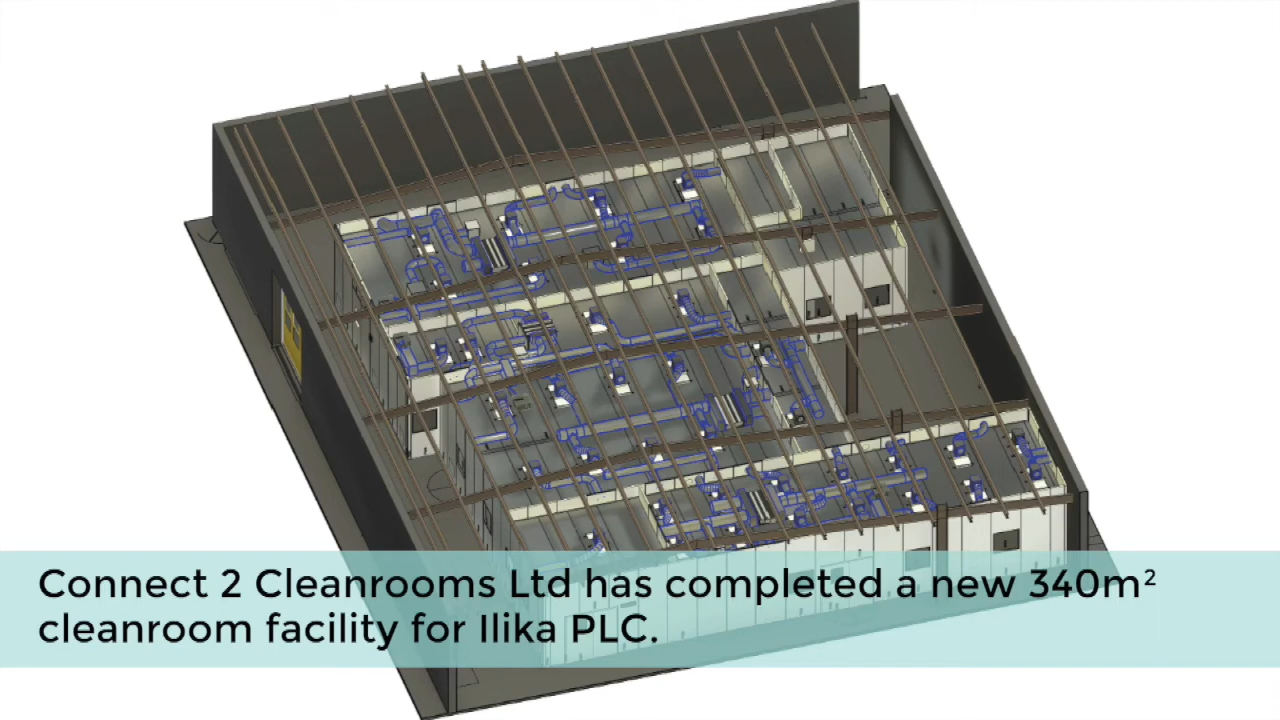 Connect 2 Cleanrooms Ltd has completed a new 340m²
cleanroom facility for Ilika PLC.